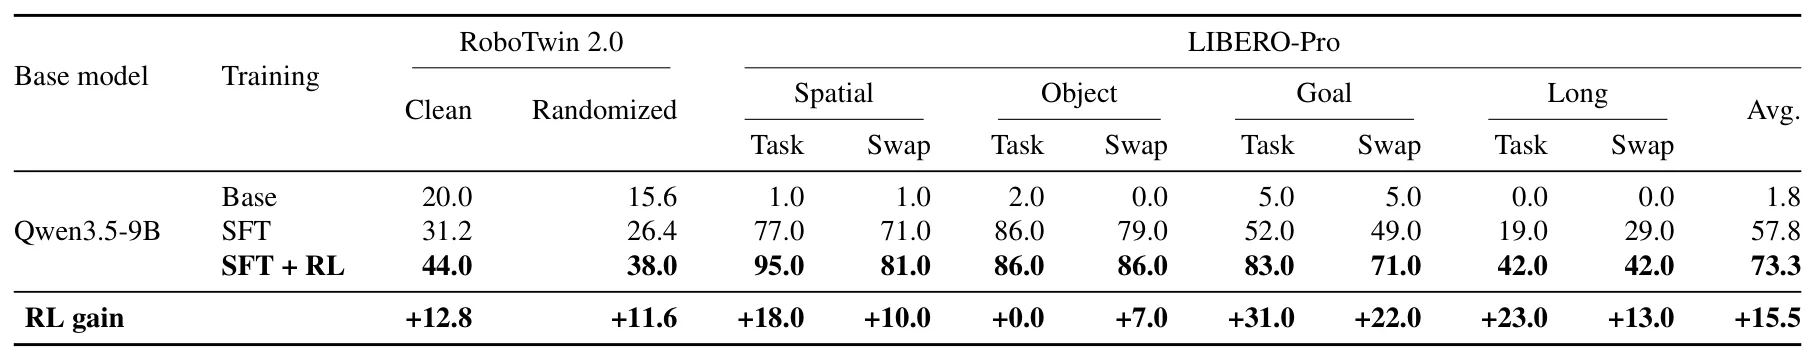 RoboTwin 2.0 LIBERO-Pro
Base model Training
Spatial Object Goal Long
Clean Randomized Avg.
Task Swap Task Swap Task Swap Task Swap
Base 20.0 15.6 1.0 1.0 2.0 0.0 5.0 5.0 0.0 0.0 1.8
Qwen3.5-9B SFT 31.2 26.4 77.0 71.0 86.0 79.0 52.0 49.0 19.0 29.0 57.8
SFT + RL 44.0 38.0 95.0 81.0 86.0 86.0 83.0 71.0 42.0 42.0 73.3
RL gain +12.8 +11.6 +18.0 +10.0 +0.0 +7.0 +31.0 +22.0 +23.0 +13.0 +15.5